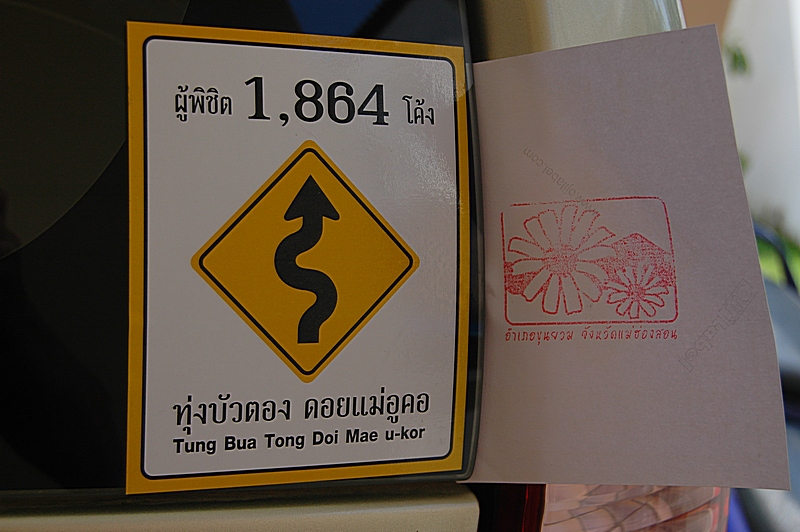 ผู้พิชิต 1,864 โค้ง
ทุ่งบัวตอง ดอยแม่อูคอ
Tung Bua Tong Doi Mae u-kor
อำเภอขุนยวม จังหวัดแม่ฮ่องสอน